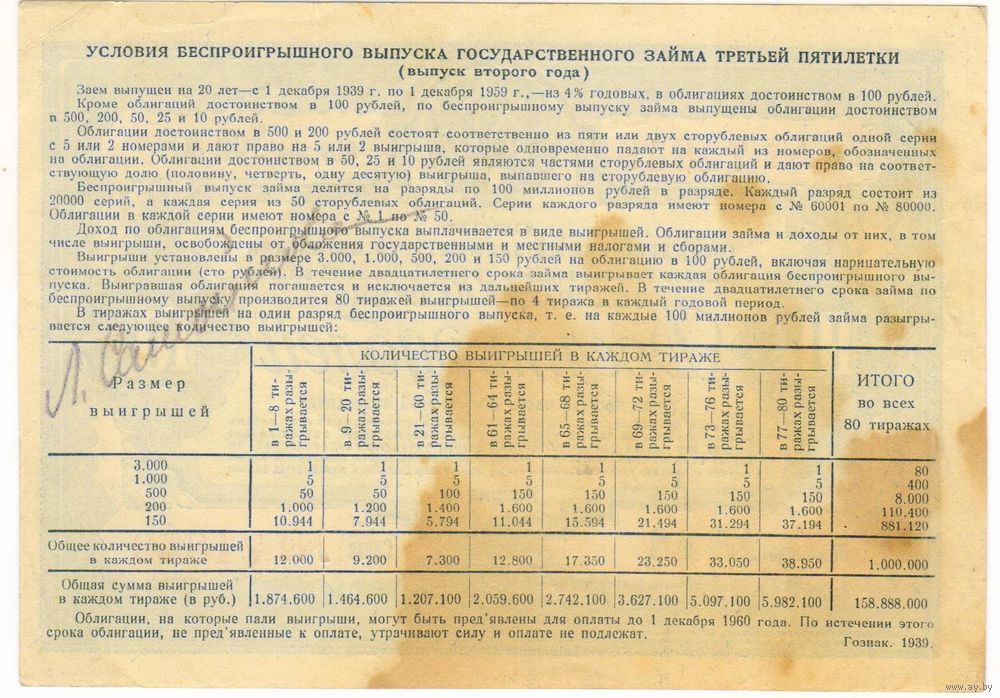 УСЛОВИЯ БЕСПРОИГРЫШНОГО ВЫПУСКА ГОСУДАРСТВЕННОГО ЗАЙМА ТРЕТЬЕЙ ПЯТИЛЕТКИ
(выпуск второго года)
Заем выпущен на 20 лет—с 1 декабря 1939 г. по 1 декабря 1959 г.,—из 4% годовых, в облигациях достоинством в 100 рублей.
Кроме облигаций достоинством в 100 рублей, по беспроигрышному выпуску займа выпущены облигации достоинством
в 500, 200, 50, 25 и 10 рублей.
Облигации достоинством в 500 и 200 рублей состоят соответственно из пяти или двух сторублевых облигаций одной серии
с 5 или 2 номерами и дают право на 5 или 2 выигрыша, которые одновременно падают на каждый из номеров, обозначенных
на облигации. Облигации достоинством в 50, 25 и 10 рублей являются частями сторублевых облигаций и дают право на соответ-
ствующую долю (половину, четверть, одну десятую) выигрыша, выпавшего на сторублевую облигацию.
Беспроигрышный выпуск займа делится на разряды по 100 миллионов рублей в разряде. Каждый разряд состоит из
20000 серий, а каждая серия из 50 сторублевых облигаций. Серии каждого разряда имеют номера с № 60001 по № 80000.
Облигации в каждой серии имеют номера с № 1 по № 50.
Доход по облигациям беспроигрышного выпуска выплачивается в виде выигрышей. Облигации займа и доходы от них, в том
числе выигрыши, освобождены от обложения государственными и местными налогами и сборами.
Выигрыши установлены в размере 3.000, 1.000, 500, 200 и 150 рублей на облигацию в 100 рублей, включая нарицательную
стоимость облигации (сто рублей). В течение двадцатилетнего срока займа выигрывает каждая облигация беспроигрышного вы-
пуска. Выигравшая облигация погашается и исключается из дальнейших тиражей. В течение двадцатилетнего срока займа по
беспроигрышному выпуску производится 80 тиражей выигрышей—по 4 тиража в каждый годовой период.
В тиражах выигрышей на один разряд беспроигрышного выпуска, т. е. на каждые 100 миллионов рублей займа разыгры-
вается следующее количество выигрышей:
Размер
выигрышей
КОЛИЧЕСТВО ВЫИГРЫШЕЙ В КАЖДОМ ТИРАЖЕ
в 1—8 ти-
ражах разы-
грывается
в 9—20 ти-
ражах разы-
грывается
в 21—60 ти-
ражах разы-
грывается
в 61—64 ти-
ражах разы-
грывается
в 65—68 ти-
ражах разы-
грывается
в 69—72 ти-
ражах разы-
грывается
в 73—76 ти-
ражах разы-
грывается
в 77—80 ти-
ражах разы-
грывается
ИТОГО
во всех
80 тиражах
3.000 1 1 1 1 1 1 1 1 80
1.000 5 5 5 5 5 5 5 5 400
500 50 50 100 150 150 150 150 150 8.000
200 1.000 1.200 1.400 1.600 1.600 1.600 1.600 1.600 110.400
150 10.944 7.944 5.794 11.044 15.594 21.494 31.294 37.194 881.120
Общее количество выигрышей
в каждом тираже 12.000 9.200 7.300 12.800 17.350 23.250 33.050 38.950 1.000.000
Общая сумма выигрышей
в каждом тираже (в руб.) 1.874.600 1.464.600 1.207.100 2.059.600 2.742.100 3.627.100 5.097.100 5.982.100 158.888.000
Облигации, на которые пали выигрыши, могут быть пред'явлены для оплаты до 1 декабря 1960 года. По истечении этого
срока облигации, не пред'явленные к оплате, утрачивают силу и оплате не подлежат.
Гознак. 1939.
www.ay.by